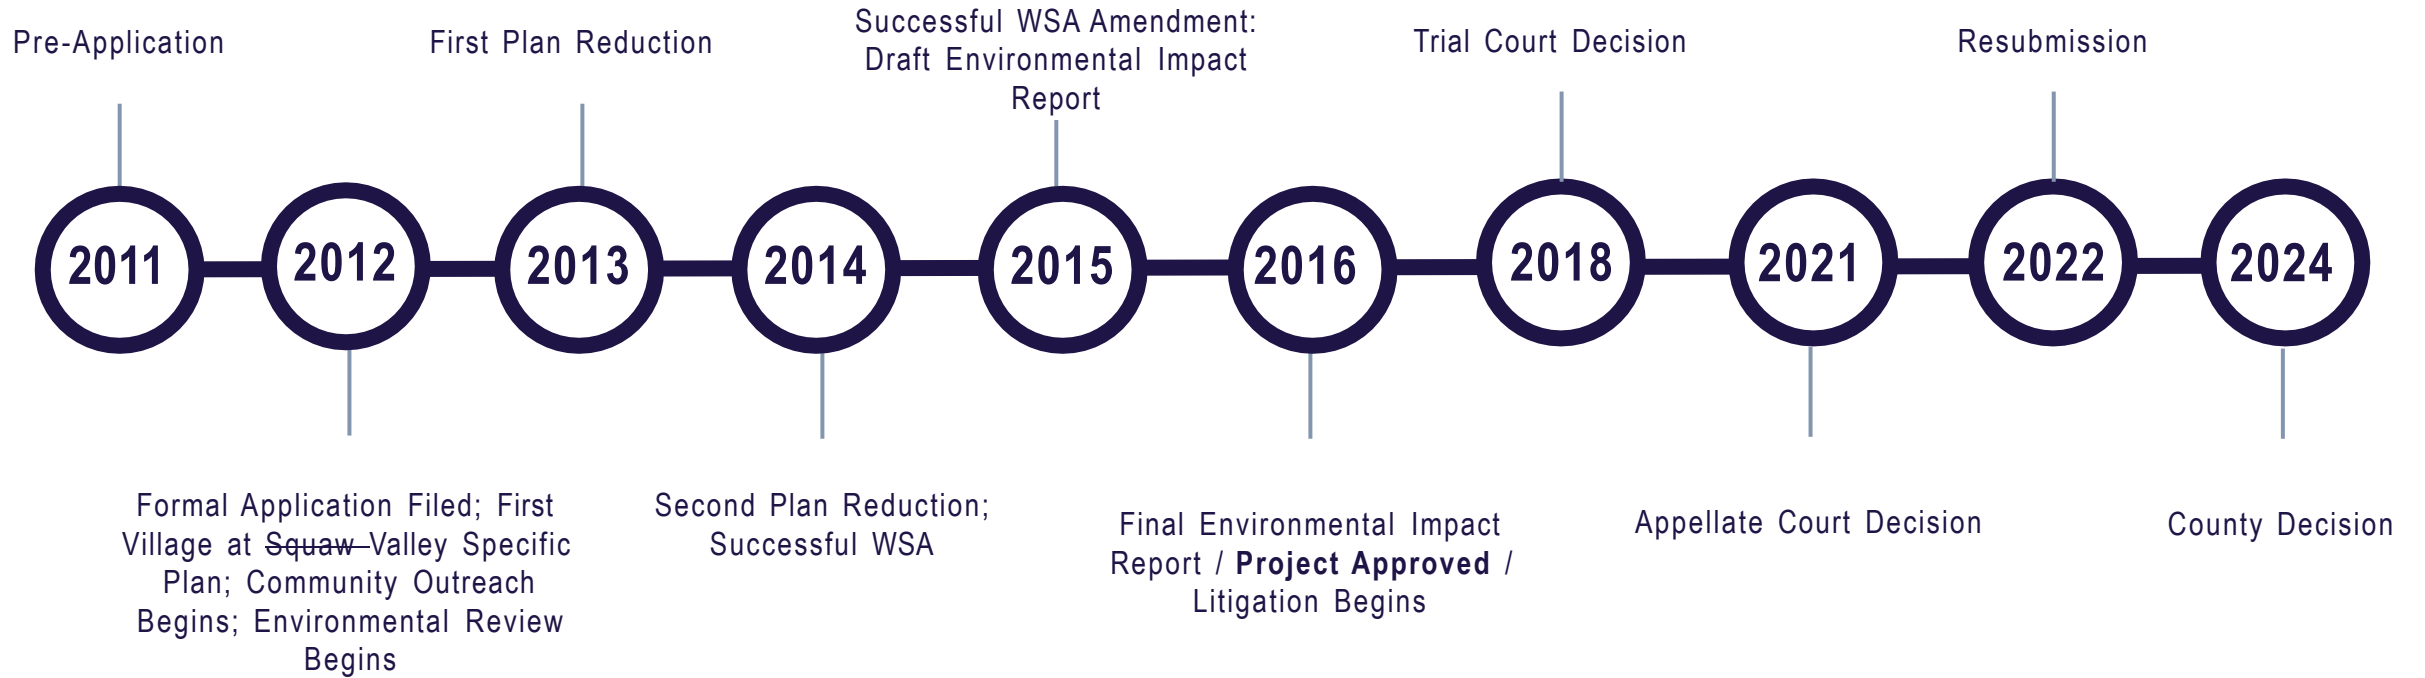 Pre-Application
First Plan Reduction
Successful WSA Amendment:
Draft Environmental Impact
Report
Trial Court Decision
Resubmission
2011
2012
2013
2014
2015
2016
2018
2021
2022
2024
Formal Application Filed; First
Village at Squaw Valley Specific
Plan; Community Outreach
Begins; Environmental Review
Begins
Second Plan Reduction;
Successful WSA
Final Environmental Impact
Report / Project Approved /
Litigation Begins
Appellate Court Decision
County Decision